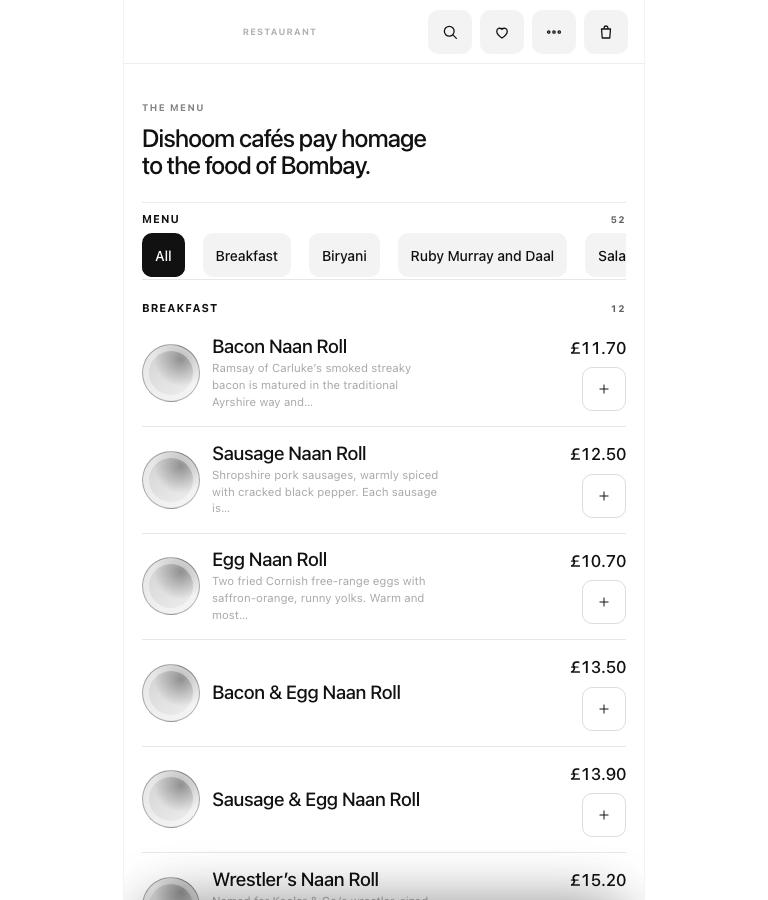 RESTAURANT
THE MENU
Dishoom cafés pay homage
to the food of Bombay.
MENU
52
All
Breakfast
Biryani
Ruby Murray and Daal
Sala
BREAKFAST
12
Bacon Naan Roll
£11.70
Ramsay of Carluke’s smoked streaky
bacon is matured in the traditional
Ayrshire way and...
+
Sausage Naan Roll
£12.50
Shropshire pork sausages, warmly spiced
with cracked black pepper. Each sausage
is...
+
Egg Naan Roll
£10.70
Two fried Cornish free-range eggs with
saffron-orange, runny yolks. Warm and
most...
+
£13.50
Bacon & Egg Naan Roll
+
£13.90
Sausage & Egg Naan Roll
+
Wrestler’s Naan Roll
£15.20